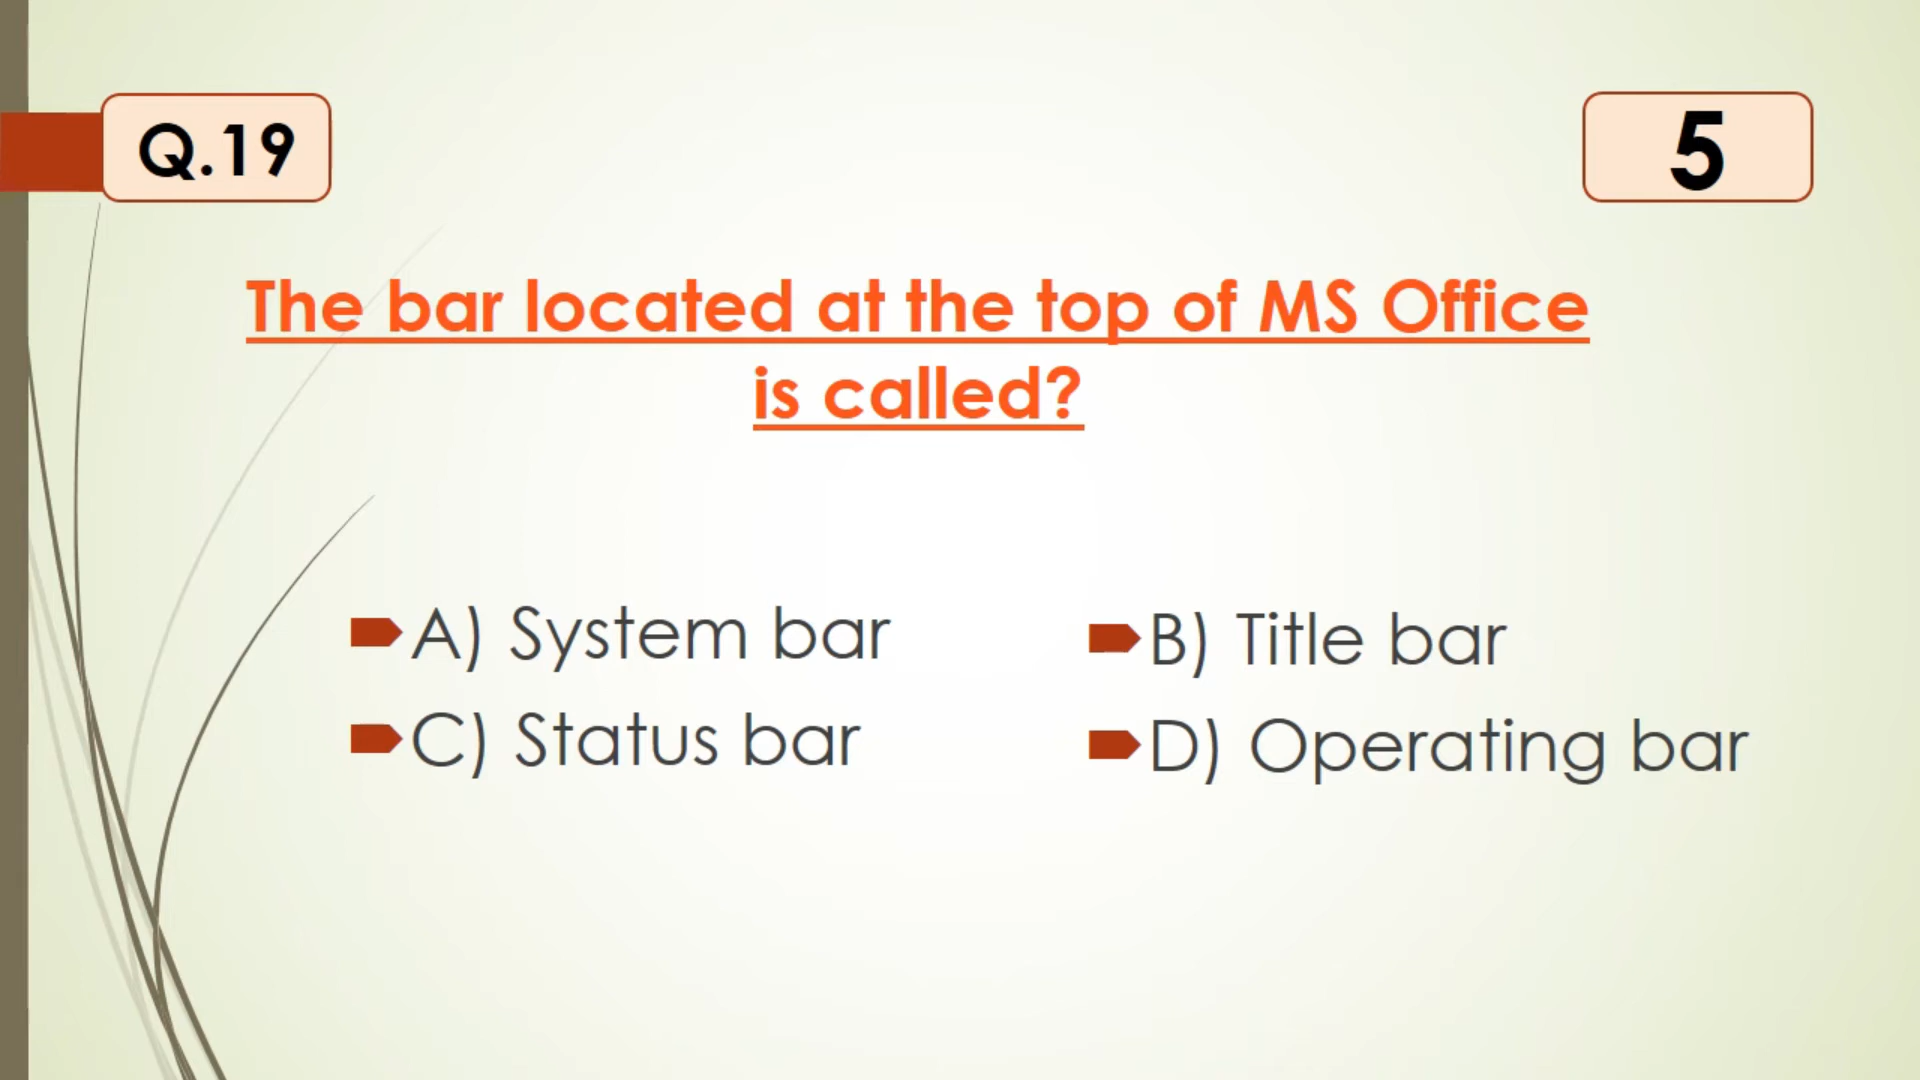 Q.19
5
The bar located at the top of MS Office
is called?
A) System bar
B) Title bar
C) Status bar
D) Operating bar